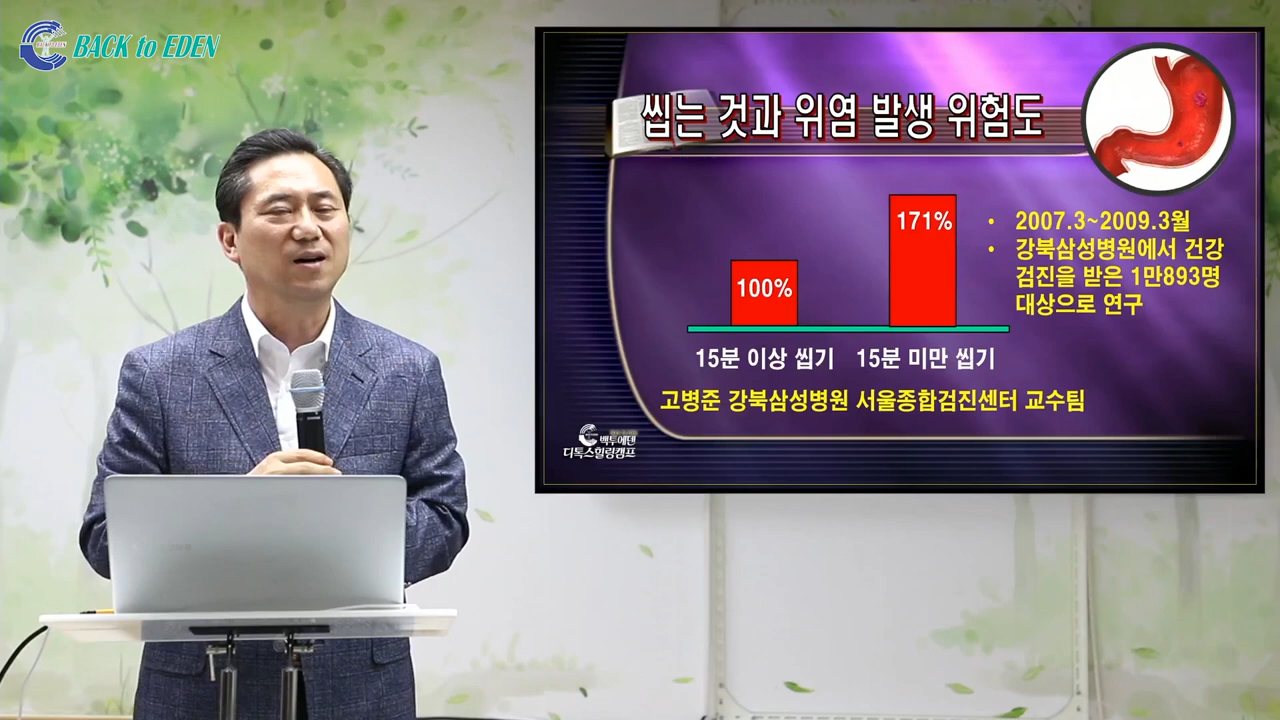 BACK to EDEN
씹는 것과 위염 발생 위험도
171%
100%
• 2007.3~2009.3월
• 강북삼성병원에서 건강
검진을 받은 1만893명
대상으로 연구
15분 이상 씹기 15분 미만 씹기
고병준 강북삼성병원 서울종합검진센터 교수팀
백투에덴
디톡스힐링캠프